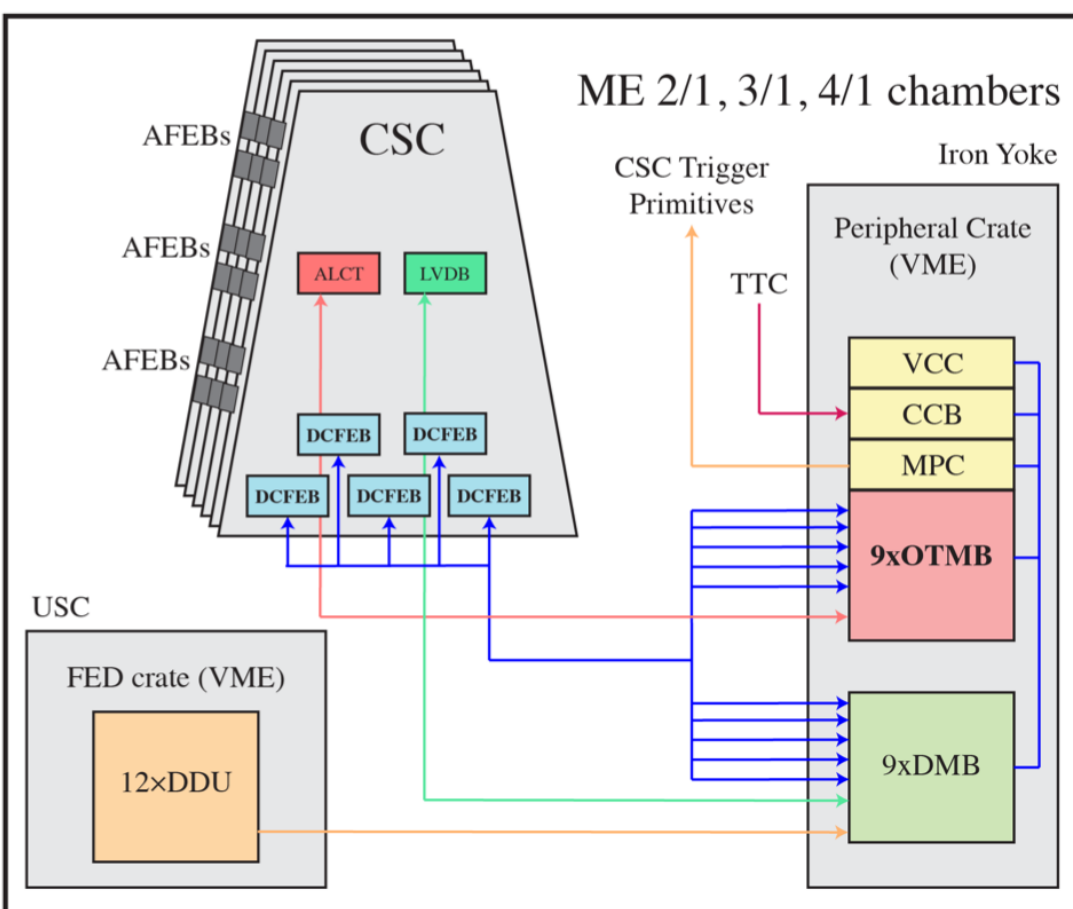 ME 2/1, 3/1, 4/1 chambers
CSC
AFEBs
AFEBs
AFEBs
ALCT
LVDB
DCFEB
DCFEB
DCFEB
DCFEB
DCFEB
CSC Trigger
Primitives
TTC
Iron Yoke
Peripheral Crate
(VME)
VCC
CCB
MPC
9xOTMB
9xDMB
USC
FED crate (VME)
12×DDU